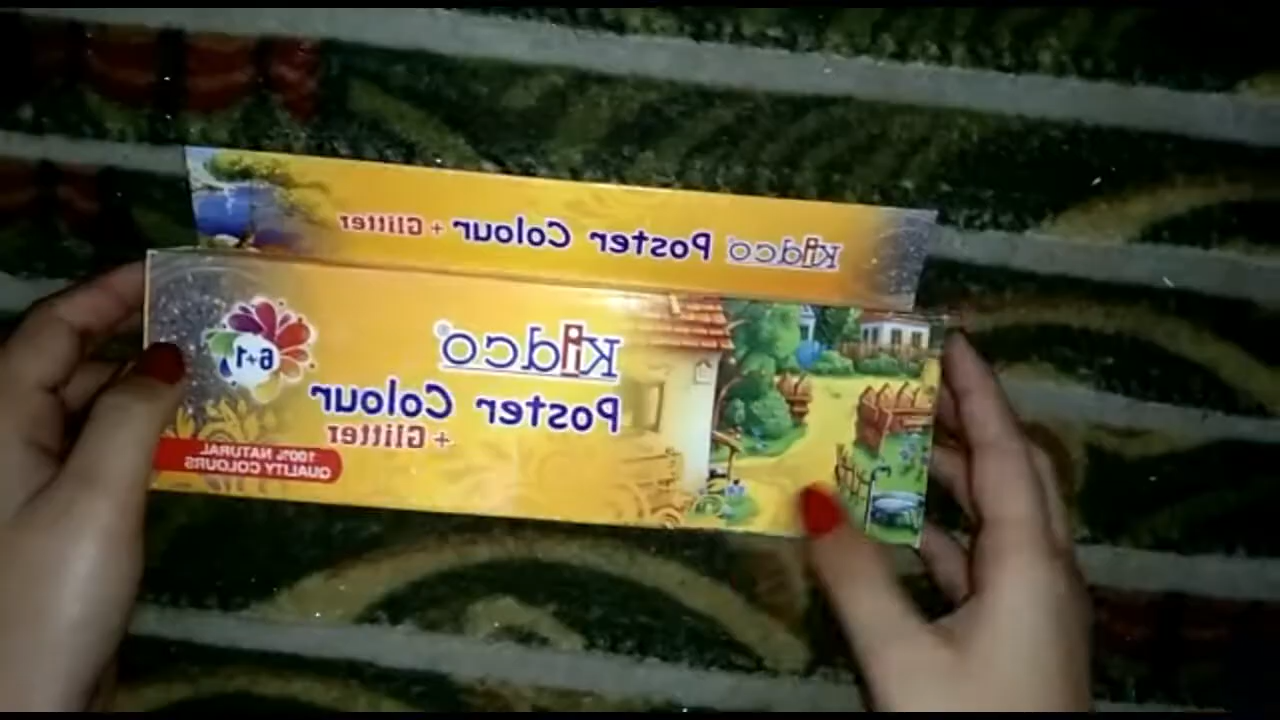 Kidco Poster Colour + Glitter
Kidco®
Poster Colour
+ Glitter
6+1
100% NATURAL
QUALITY COLOURS